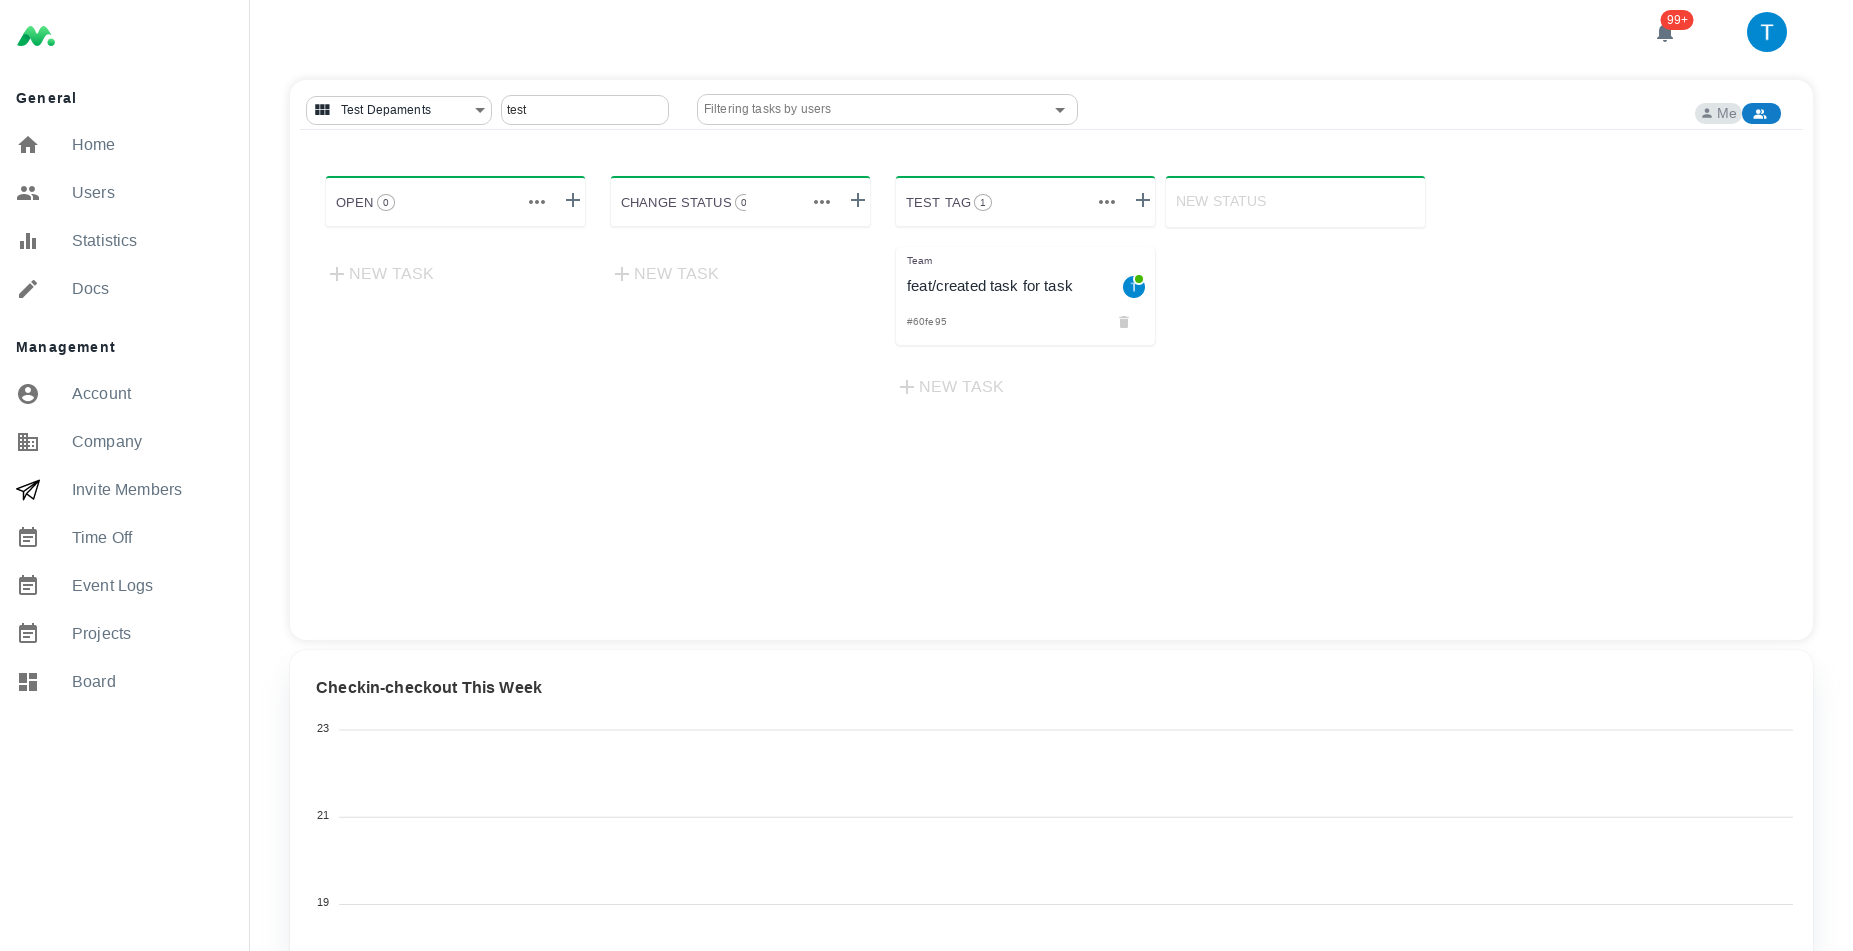 99+
T
General
Home
Users
Statistics
Docs
Management
Account
Company
Invite Members
Time Off
Event Logs
Projects
Board
Test Depaments
test
Filtering tasks by users
Me
OPEN 0
CHANGE STATUS 0
TEST TAG 1
NEW STATUS
NEW TASK
NEW TASK
Team
feat/created task for task
T
#60fe95
NEW TASK
Checkin-checkout This Week
23
21
19